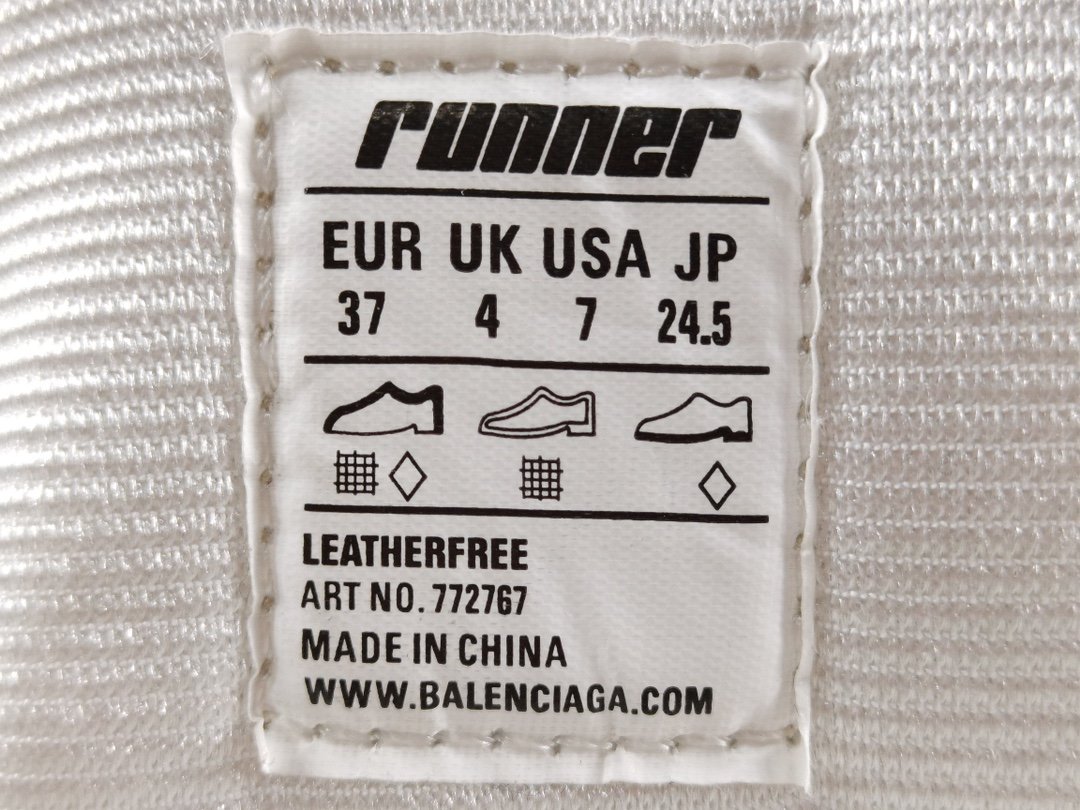 runner
EUR UK USA JP
37 4 7 24.5
LEATHERFREE
ART NO. 772767
MADE IN CHINA
WWW.BALENCIAGA.COM